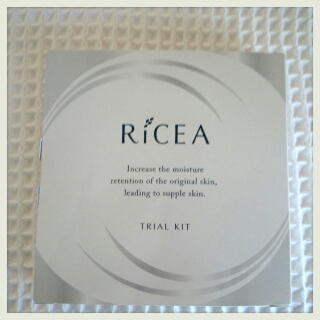 RiCEA
Increase the moisture
retention of the original skin,
leading to supple skin.
TRIAL KIT